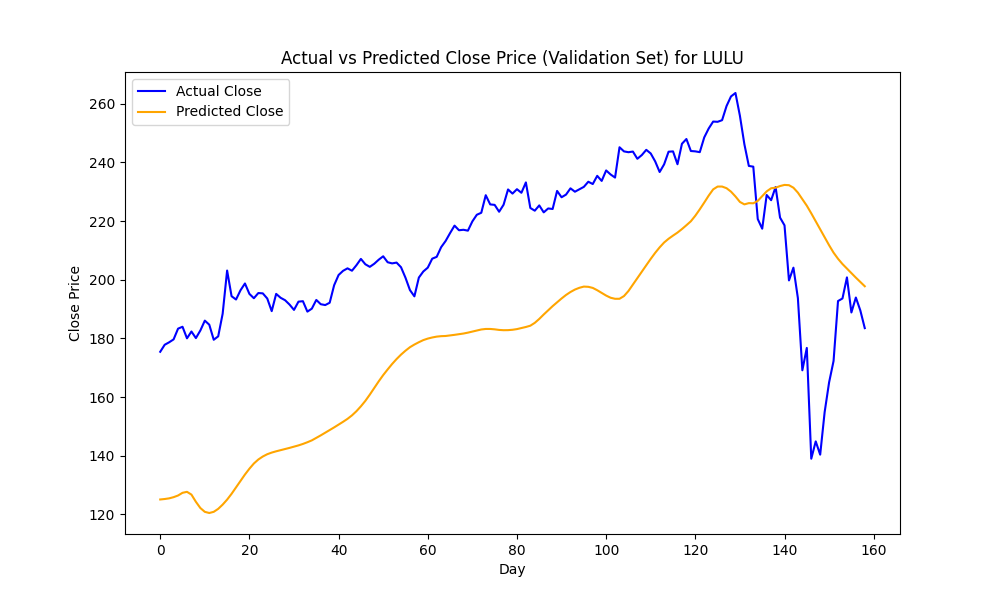 Actual vs Predicted Close Price (Validation Set) for LULU
Actual Close
Predicted Close
Close Price
260
240
220
200
180
160
140
120
0 20 40 60 80 100 120 140 160
Day